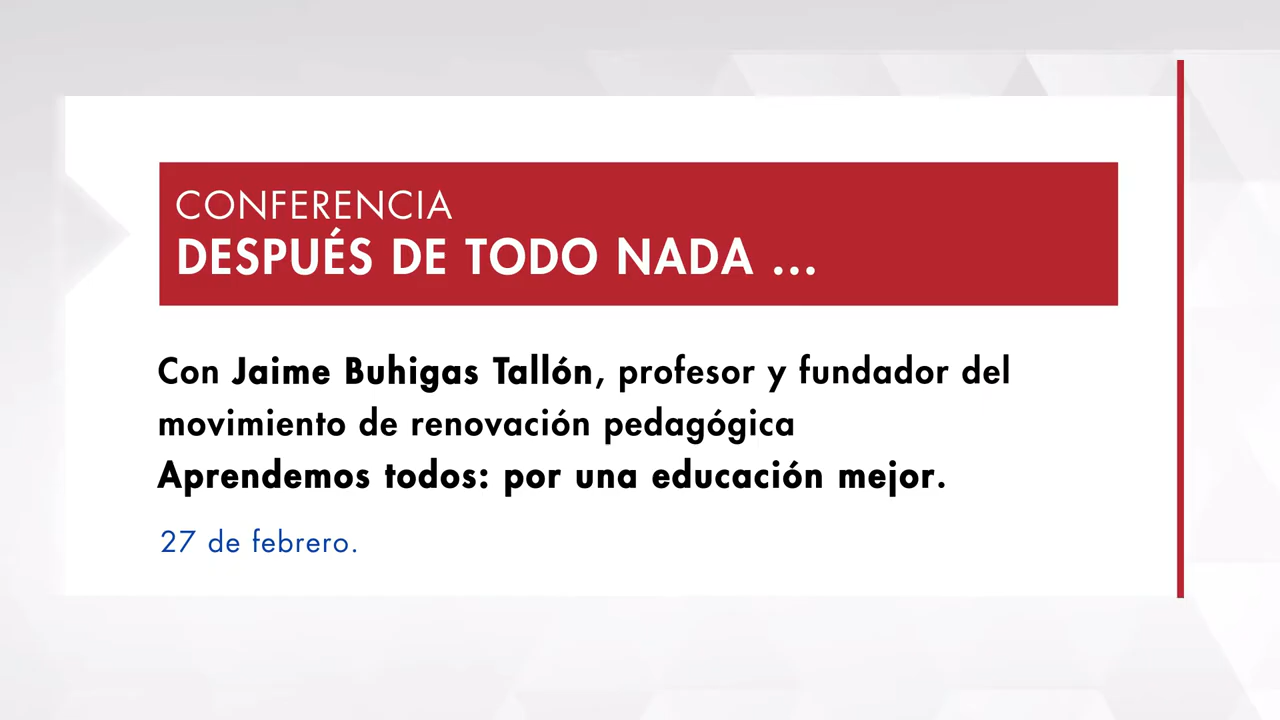 CONFERENCIA
DESPUÉS DE TODO NADA ...
Con Jaime Buhigas Tallón, profesor y fundador del
movimiento de renovación pedagógica
Aprendemos todos: por una educación mejor.
27 de febrero.